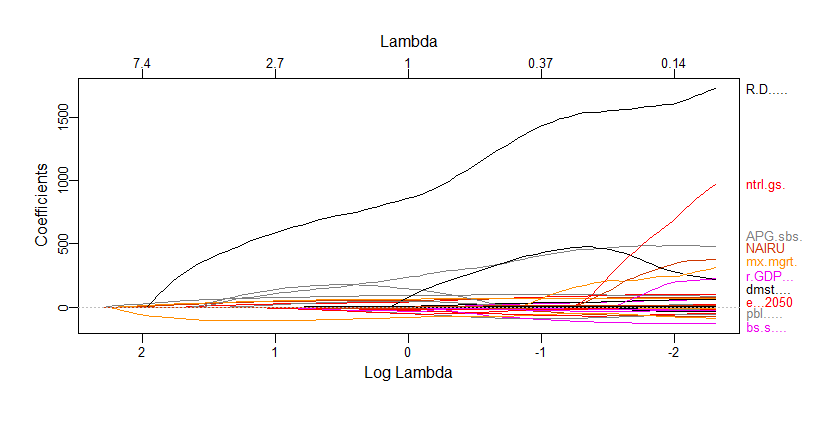 Lambda
7.4 2.7 1 0.37 0.14
Coefficients
1500
1000
500
0
R.D.....
ntrl.gs.
APG.sbs.
NAIRU
mx.mgrt.
r.GDP...
dmst....
e...2050
pbl.....
bs.s....
2 1 0 -1 -2
Log Lambda